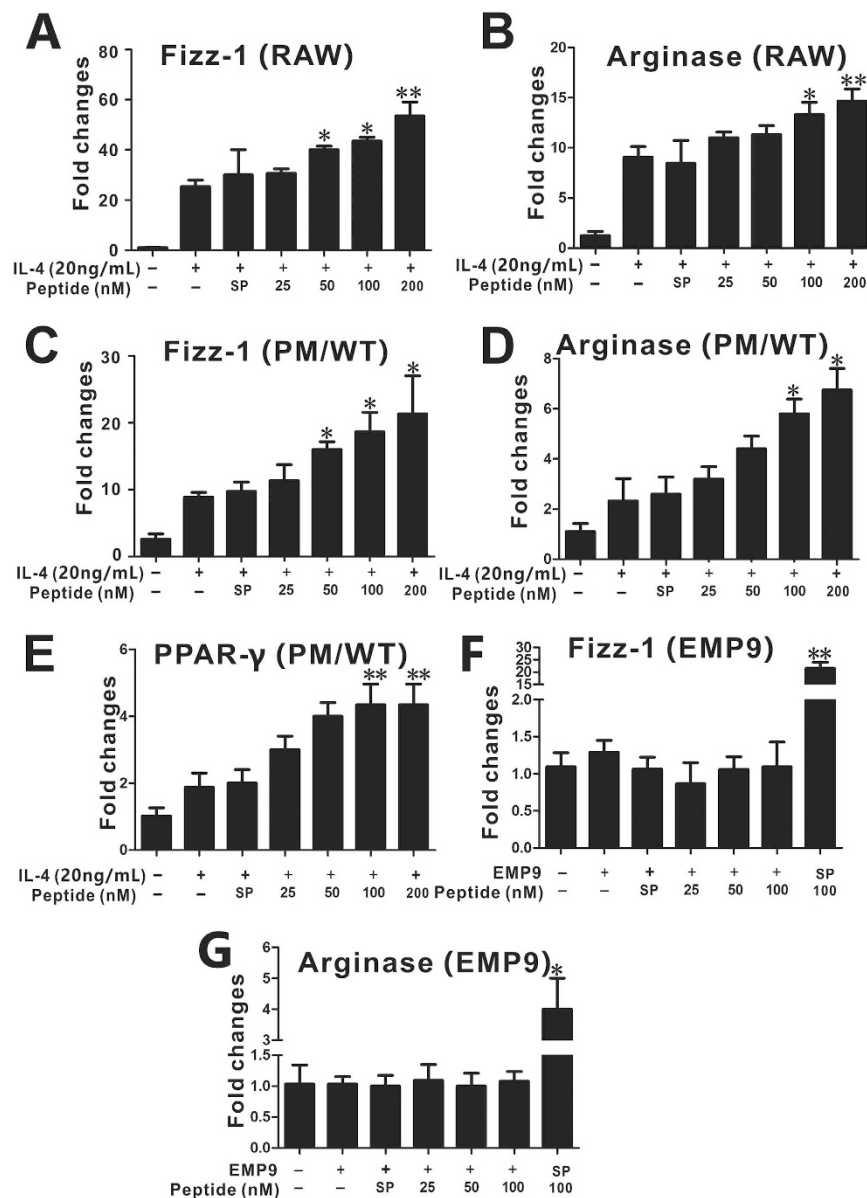 A
Fizz-1 (RAW)
Fold changes
80
60
40
20
0
* * **
IL-4 (20ng/mL) – + + + + + +
Peptide (nM) – – SP 25 50 100 200
B
Arginase (RAW)
Fold changes
20
15
10
5
0
* **
IL-4 (20ng/mL) – + + + + + +
Peptide (nM) – – SP 25 50 100 200
C
Fizz-1 (PM/WT)
Fold changes
30
20
10
0
* * *
IL-4 (20ng/mL) – + + + + + +
Peptide (nM) – – SP 25 50 100 200
D
Arginase (PM/WT)
Fold changes
8
6
4
2
0
* *
IL-4 (20ng/mL) – + + + + + +
Peptide (nM) – – SP 25 50 100 200
E
PPAR-γ (PM/WT)
Fold changes
6
4
2
0
** **
IL-4 (20ng/mL) – + + + + + +
Peptide (nM) – – SP 25 50 100 200
F
Fizz-1 (EMP9)
Fold changes
30
25
20
15
2.0
1.5
1.0
0.5
0.0
**
EMP9 – + + + + + SP
Peptide (nM) – – SP 25 50 100 100
G
Arginase (EMP9)
Fold changes
6
5
4
3
1.5
1.0
0.5
0.0
*
EMP9 – + + + + + SP
Peptide (nM) – – SP 25 50 100 100